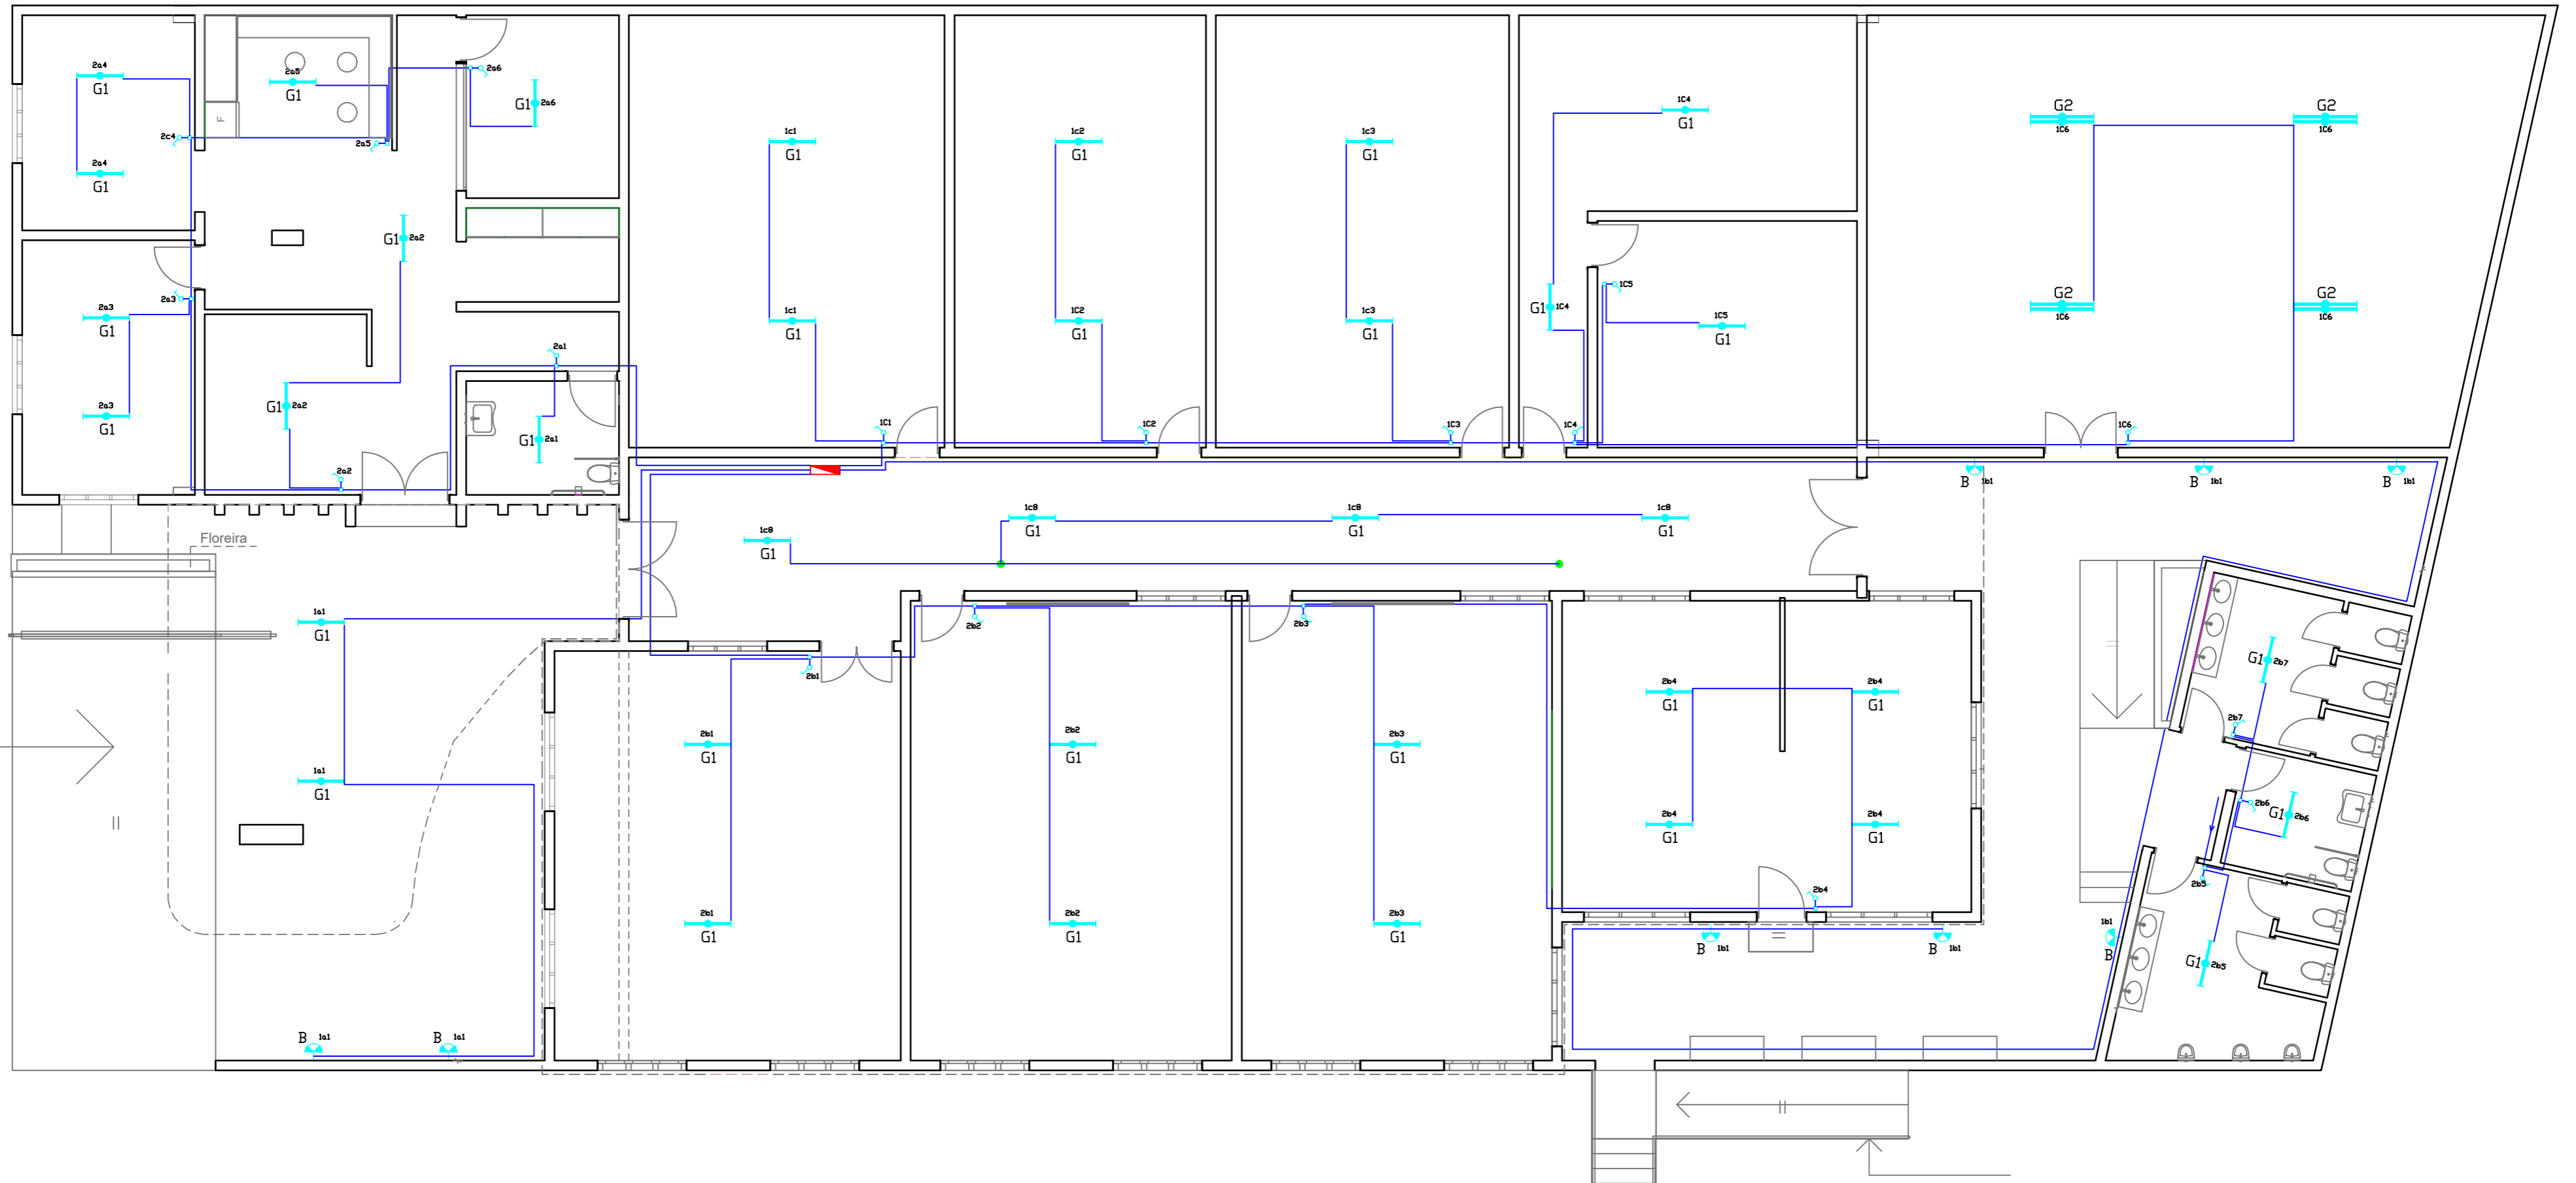 2a4
G1
2a5
G1
2a6
G1 2a6
2c4
2a5
2a4
G1
1c1
G1
1c2
G1
1c3
G1
1C4
G1
G2
1C6
G2
1C6
G1 2a2
2a3
2a3
G1
1C5
G1 1C4
1C5
G1
G2
1C6
G2
1C6
1c1
G1
1C2
G1
1c3
G1
2a1
G1 2a2
2a3
G1
G1 2a1
1C1
1C2
1C3
1C4
1C6
2a2
B 1b1
B 1b1
B 1b1
F
Floreira
1c8
G1
1c8
G1
1c8
G1
1c8
G1
1a1
G1
2b2
2b3
2b1
G1 2b7
2b7
2b4
G1
2b4
G1
2b1
G1
2b2
G1
2b3
G1
1a1
G1
2b4
G1
2b4
G1
2b6
G1 2b6
2b5
2b4
2b1
G1
2b2
G1
2b3
G1
B 1b1
B 1b1
1b1
B
G1 2b5
B 1a1
B 1a1